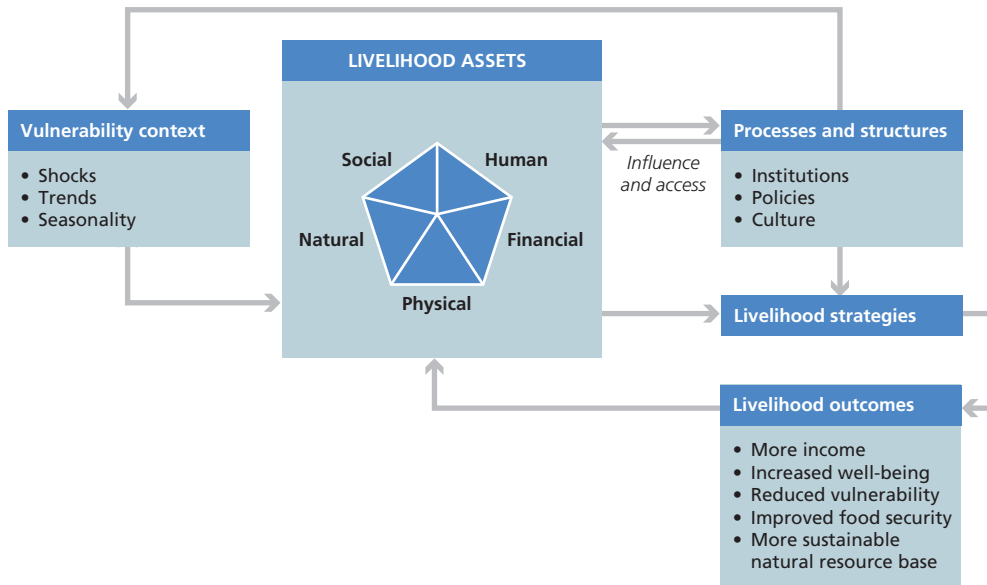 LIVELIHOOD ASSETS
Vulnerability context
• Shocks
• Trends
• Seasonality
Social
Human
Natural
Financial
Physical
Influence
and access
Processes and structures
• Institutions
• Policies
• Culture
Livelihood strategies
Livelihood outcomes
• More income
• Increased well-being
• Reduced vulnerability
• Improved food security
• More sustainable
natural resource base